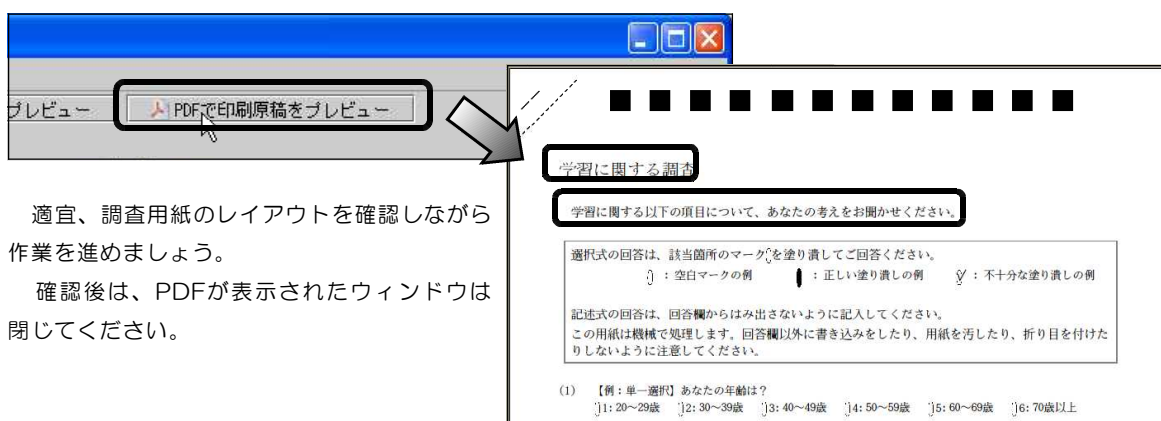 プレビュー
PDFで印刷原稿をプレビュー
適宜、調査用紙のレイアウトを確認しながら
作業を進めましょう。
確認後は、PDFが表示されたウィンドウは
閉じてください。
学習に関する調査
学習に関する以下の項目について、あなたの考えをお聞かせください。
選択式の回答は、該当箇所のマークを塗り潰してご回答ください。
：空白マークの例 ：正しい塗り潰しの例 ：不十分な塗り潰しの例
記述式の回答は、回答欄からはみ出さないように記入してください。
この用紙は機械で処理します。回答欄以外に書き込みをしたり、用紙を汚したり、折り目を付けた
りしないように注意してください。
(1) 【例：単一選択】あなたの年齢は？
1:20～29歳 2:30～39歳 3:40～49歳 4:50～59歳 5:60～69歳 6:70歳以上